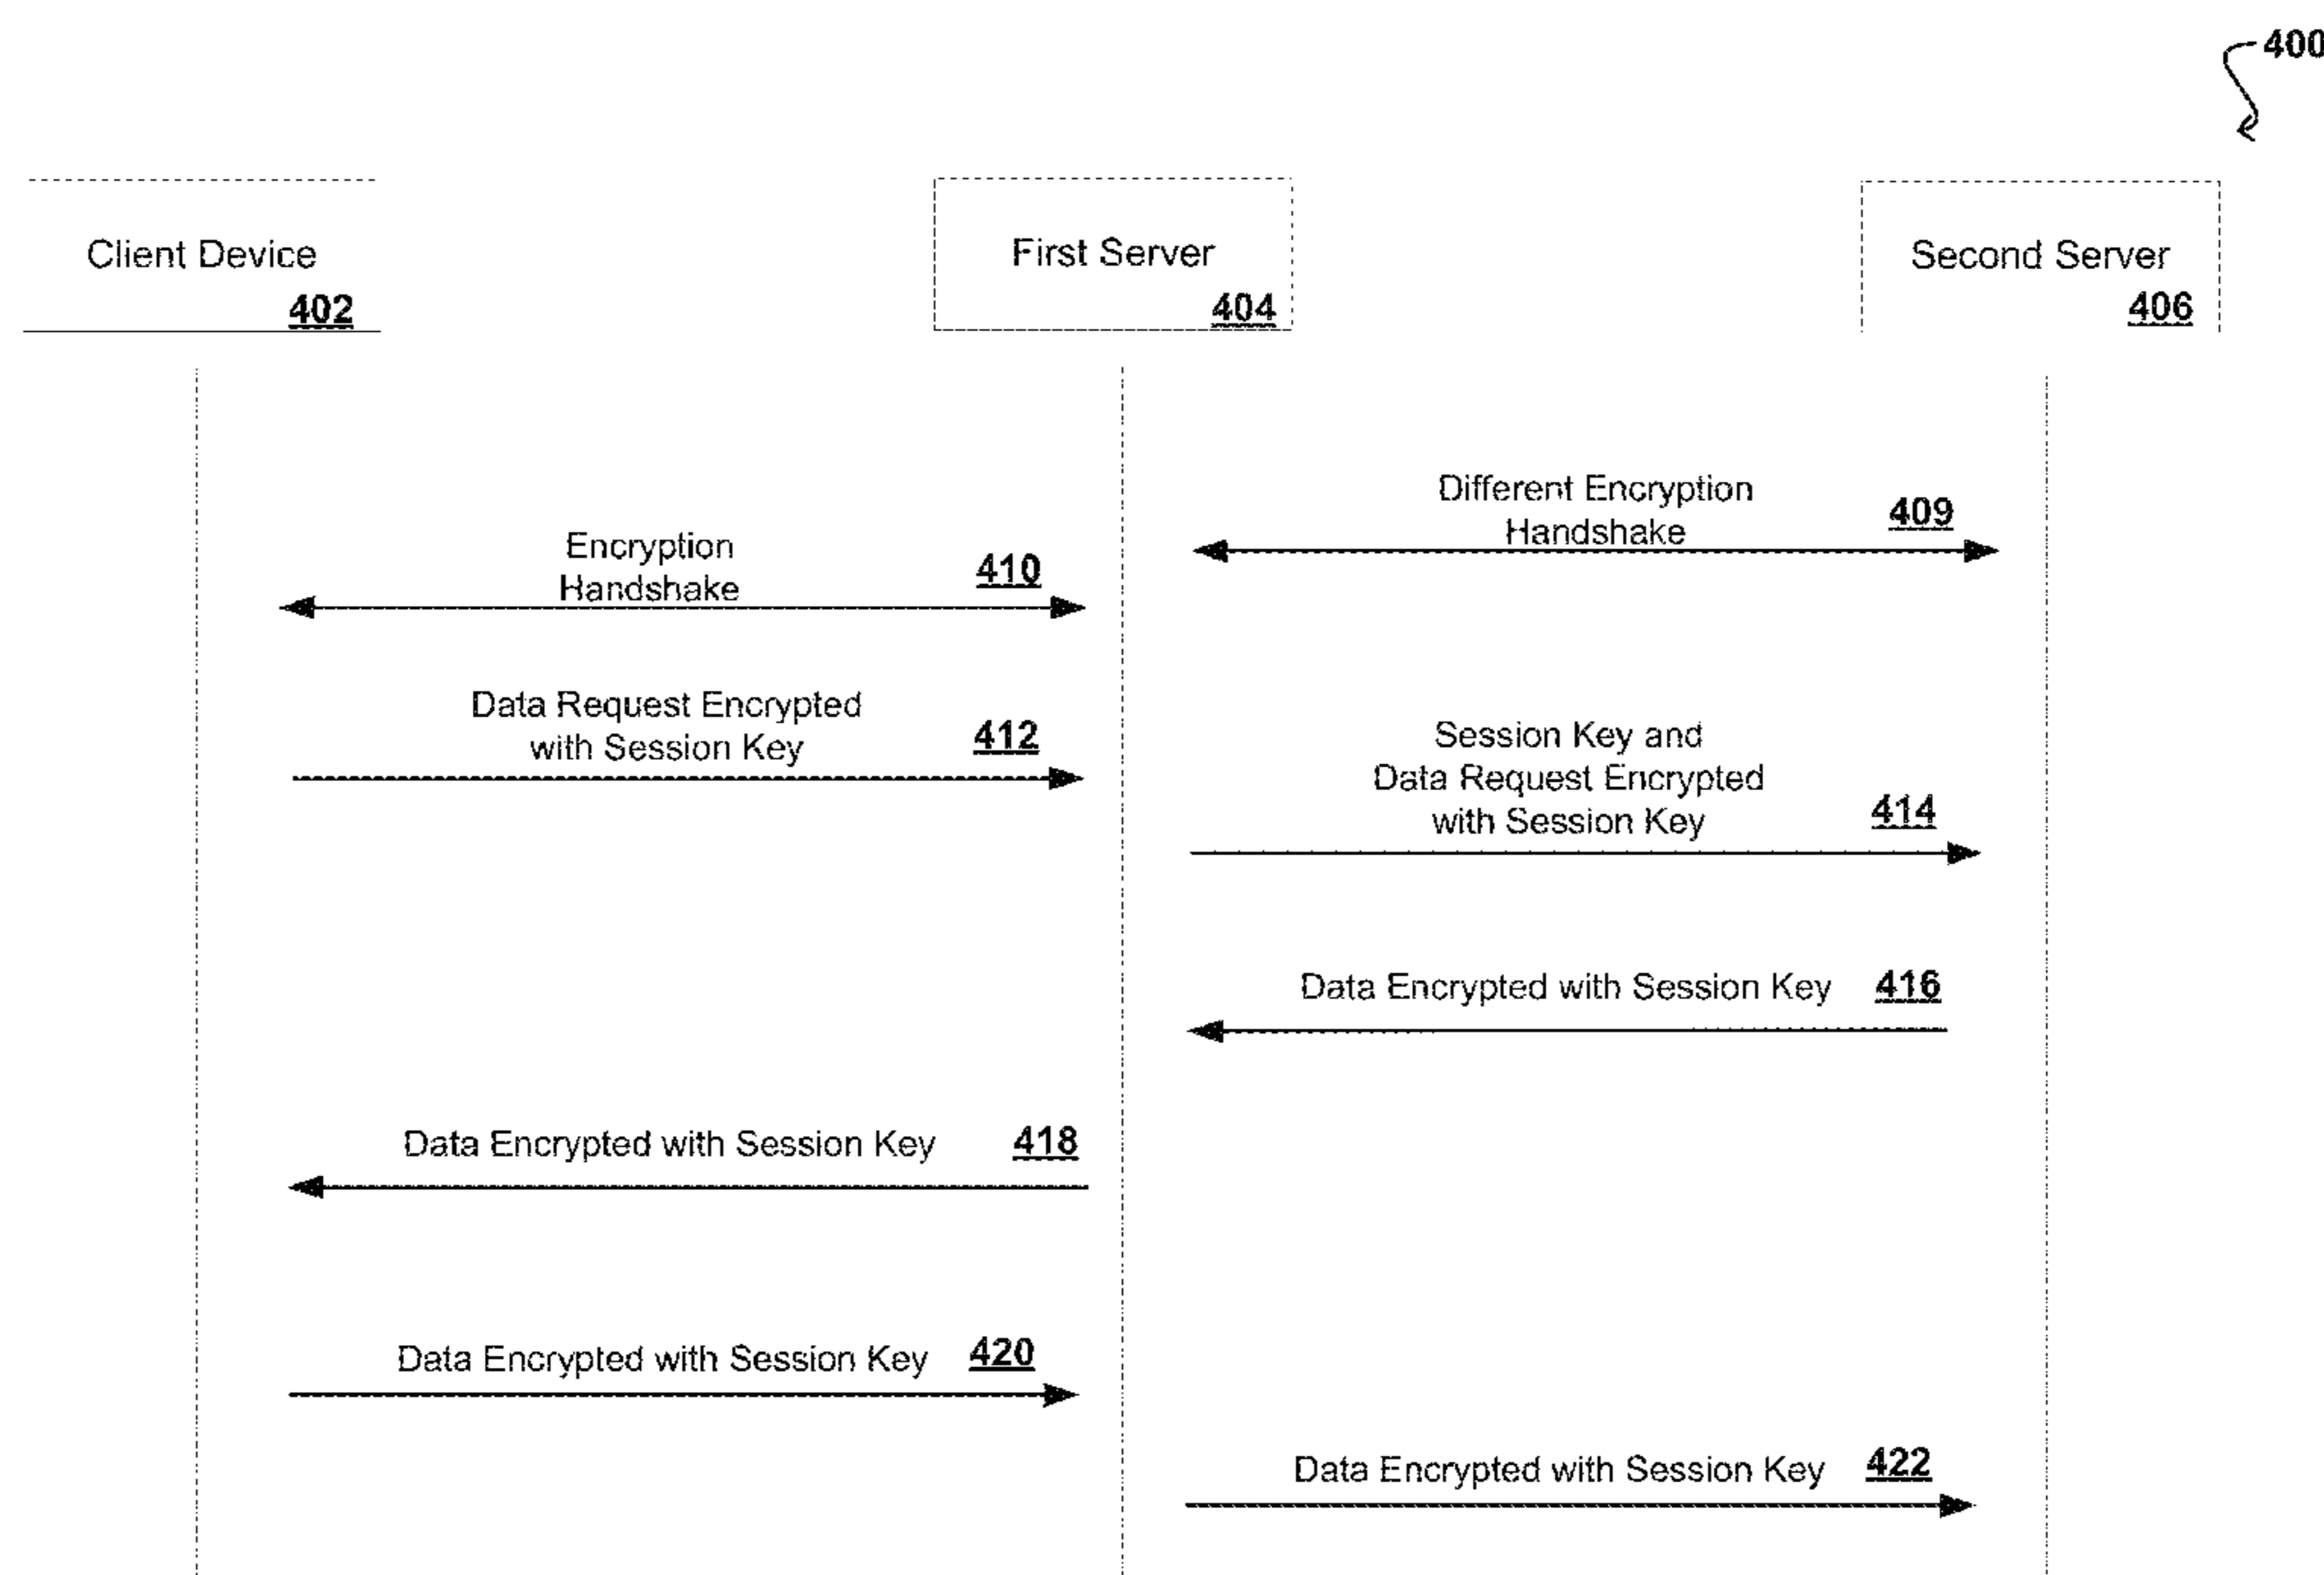 400
Client Device
402
First Server
404
Second Server
406
Different Encryption
Handshake
409
Encryption
Handshake
410
Data Request Encrypted
with Session Key
412
Session Key and
Data Request Encrypted
with Session Key
414
Data Encrypted with Session Key 416
Data Encrypted with Session Key 418
Data Encrypted with Session Key 420
Data Encrypted with Session Key 422